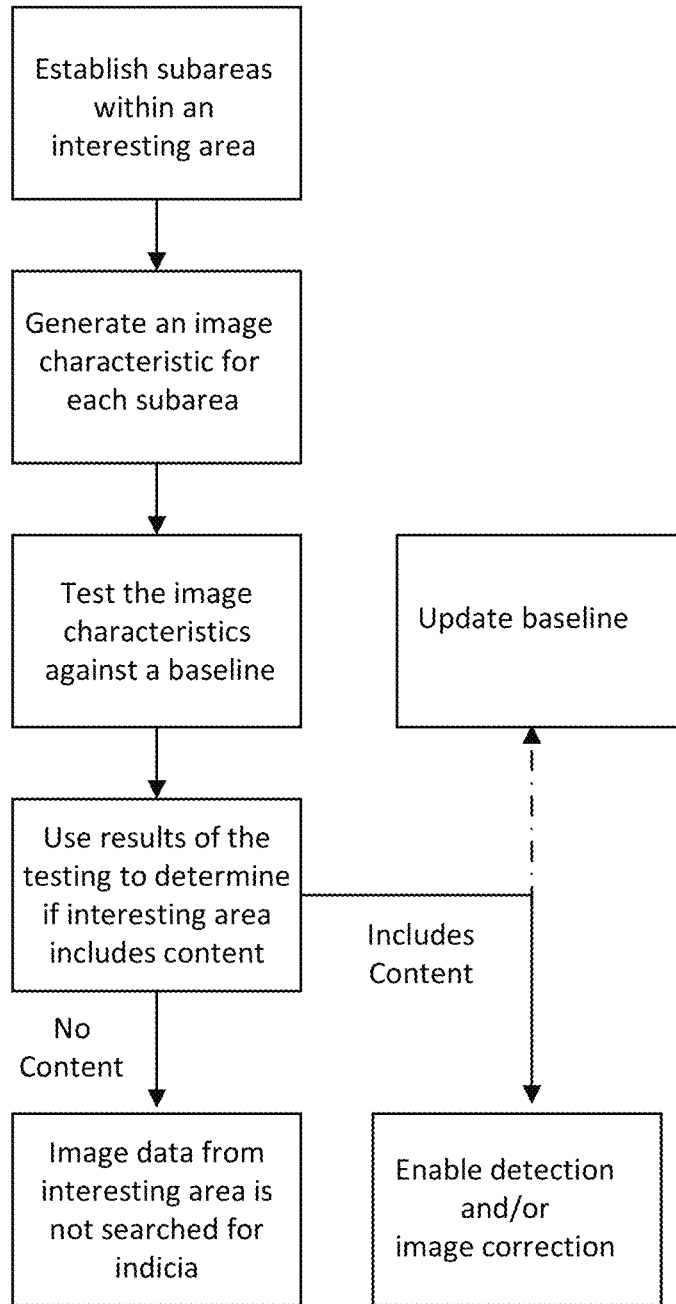 Establish subareas
within an
interesting area
Generate an image
characteristic for
each subarea
Test the image
characteristics
against a baseline
Update baseline
Use results of the
testing to determine
if interesting area
includes content
Includes
Content
No
Content
Image data from
interesting area is
not searched for
indicia
Enable detection
and/or
image correction